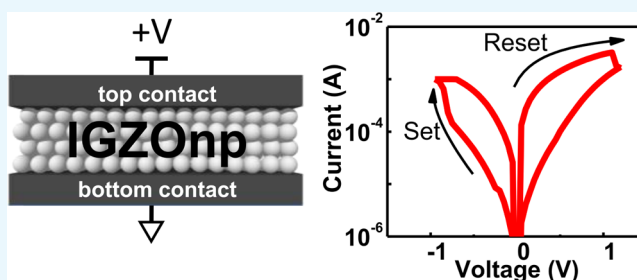 +V
top contact
IGZOnp
bottom contact
Current (A)
10⁻²
10⁻⁴
10⁻⁶
Reset
Set
-1 0 1
Voltage (V)